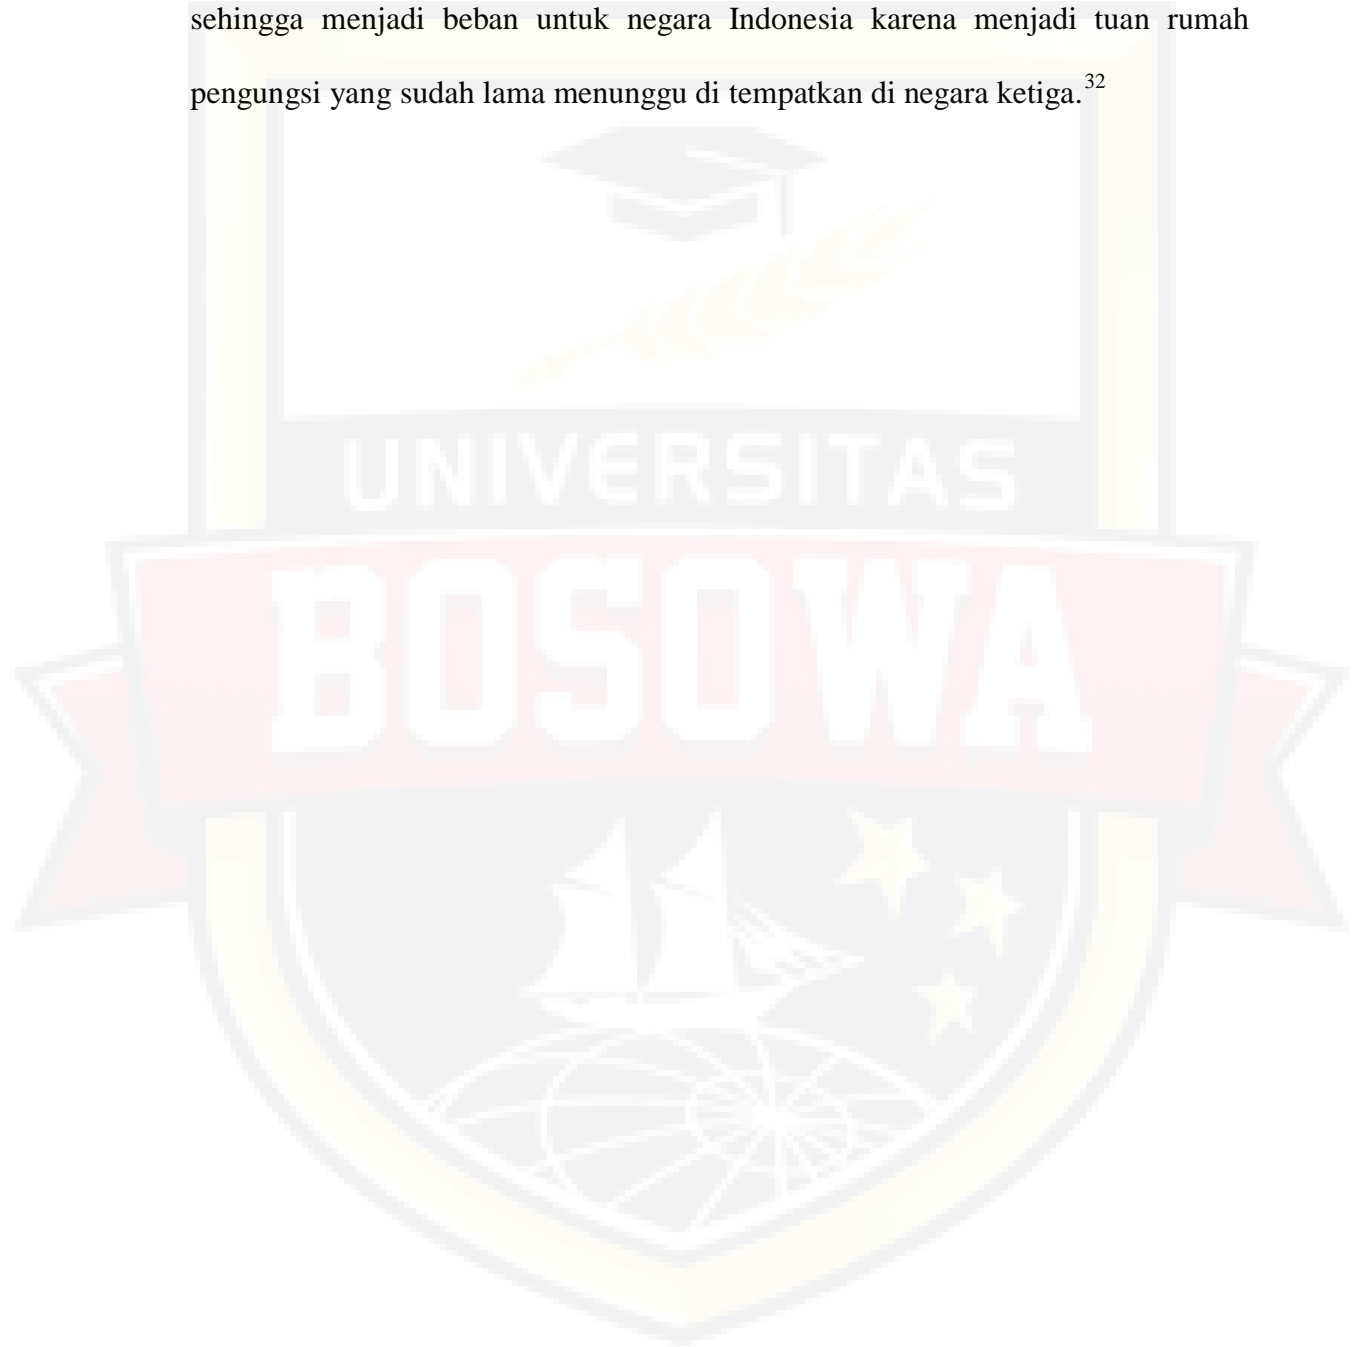 sehingga menjadi beban untuk negara Indonesia karena menjadi tuan rumah
pengungsi yang sudah lama menunggu di tempatkan di negara ketiga.32
UNIVERSITAS
BOSOWA